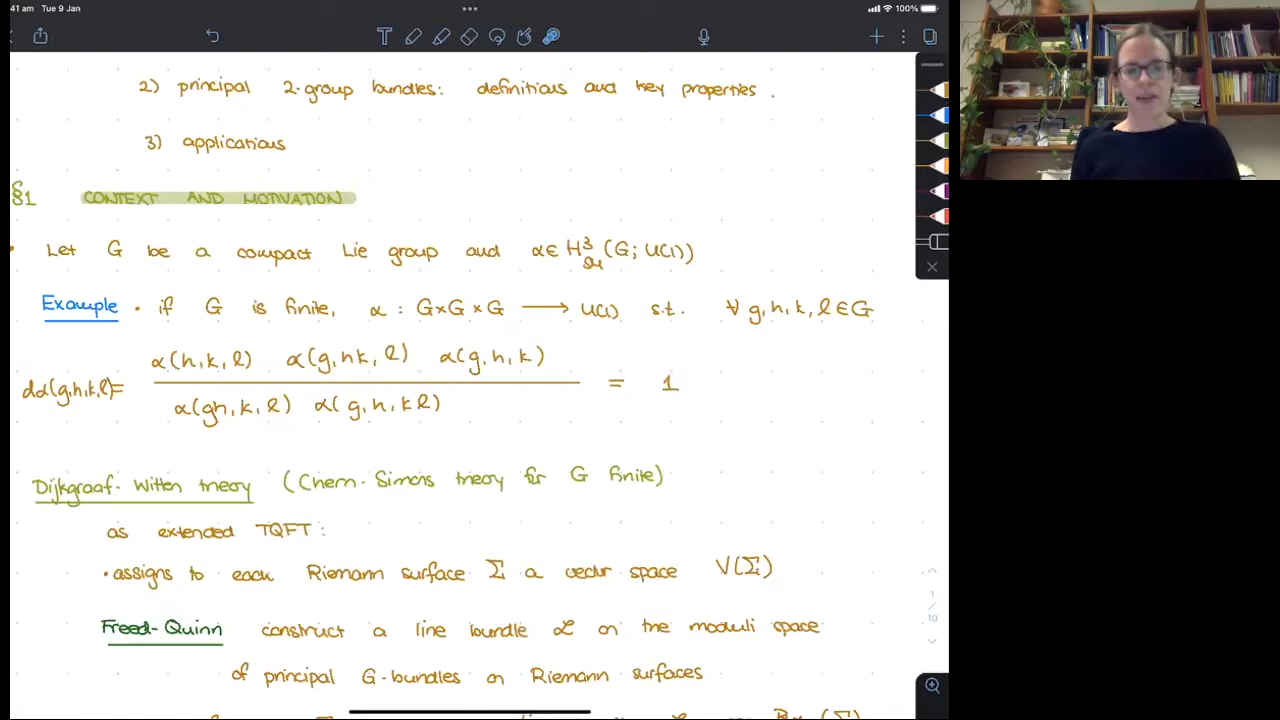 41 am Tue 9 Jan
100%
2) principal 2-group bundles: definitions and key properties.
3) applications
§1 CONTEXT AND MOTIVATION
• Let G be a compact Lie group and α ∈ H³_SM (G; U(1))
Example • if G is finite, α : G×G×G ⟶ U(1) s.t. ∀ g, h, k, l ∈ G
α(h, k, l) α(g, hk, l) α(g, h, k)
dα(g,h,k,l)= = 1
α(gh, k, l) α(g, h, kl)
Dijkgraaf-Witten theory (Chern-Simons theory for G finite)
as extended TQFT:
• assigns to each Riemann surface Σ a vector space V(Σ)
Freed-Quinn construct a line bundle ℒ on the moduli space
of principal G-bundles on Riemann surfaces
1
/
10